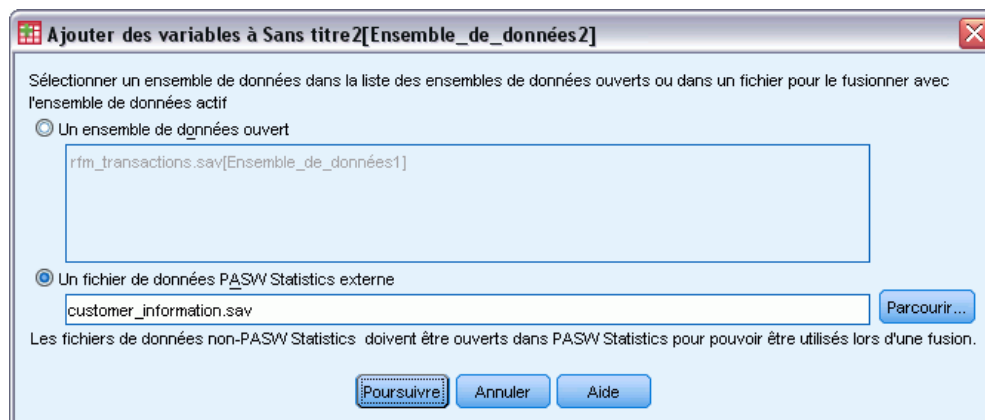 Ajouter des variables à Sans titre2[Ensemble_de_données2]
Sélectionner un ensemble de données dans la liste des ensembles de données ouverts ou dans un fichier pour le fusionner avec
l'ensemble de données actif
Un ensemble de données ouvert
rfm_transactions.sav[Ensemble_de_données1]
Un fichier de données PASW Statistics externe
customer_information.sav
Parcourir...
Les fichiers de données non-PASW Statistics doivent être ouverts dans PASW Statistics pour pouvoir être utilisés lors d'une fusion.
Poursuivre Annuler Aide